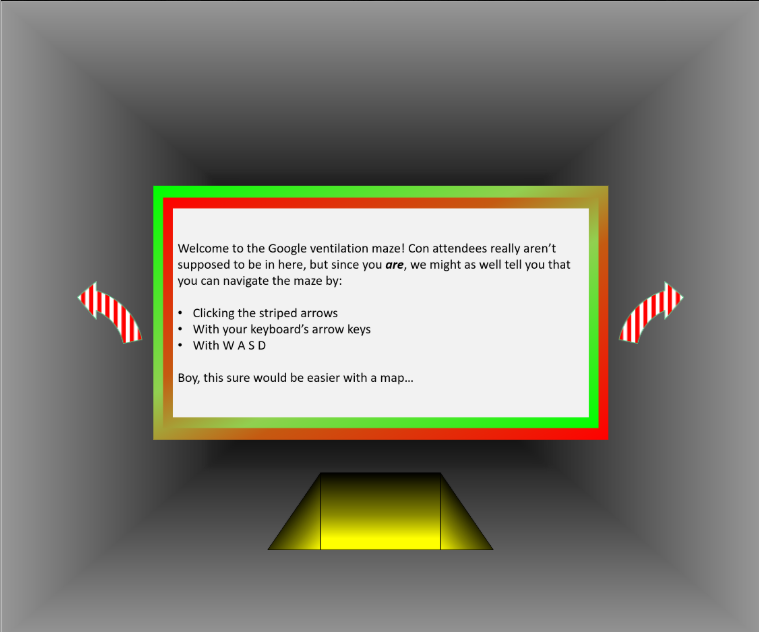 Welcome to the Google ventilation maze! Con attendees really aren’t
supposed to be in here, but since you are, we might as well tell you that
you can navigate the maze by:
• Clicking the striped arrows
• With your keyboard’s arrow keys
• With W A S D
Boy, this sure would be easier with a map…